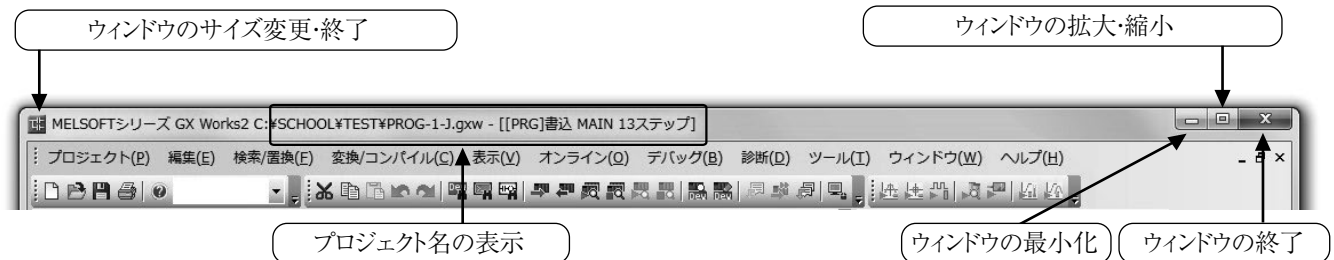 ウィンドウのサイズ変更・終了
ウィンドウの拡大・縮小
MELSOFTシリーズ GX Works2 C:¥SCHOOL¥TEST¥PROG-1-J.gxw - [[PRG]書込 MAIN 13ステップ]
プロジェクト(P) 編集(E) 検索/置換(F) 変換/コンパイル(C) 表示(V) オンライン(O) デバッグ(B) 診断(D) ツール(T) ウィンドウ(W) ヘルプ(H)
プロジェクト名の表示
ウィンドウの最小化
ウィンドウの終了